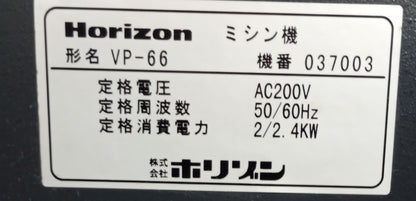 Horizon ミシン機
形名 VP-66 機番 037003
定格電圧 AC200V
定格周波数 50/60Hz
定格消費電力 2/2.4KW
株式会社 ホリゾン